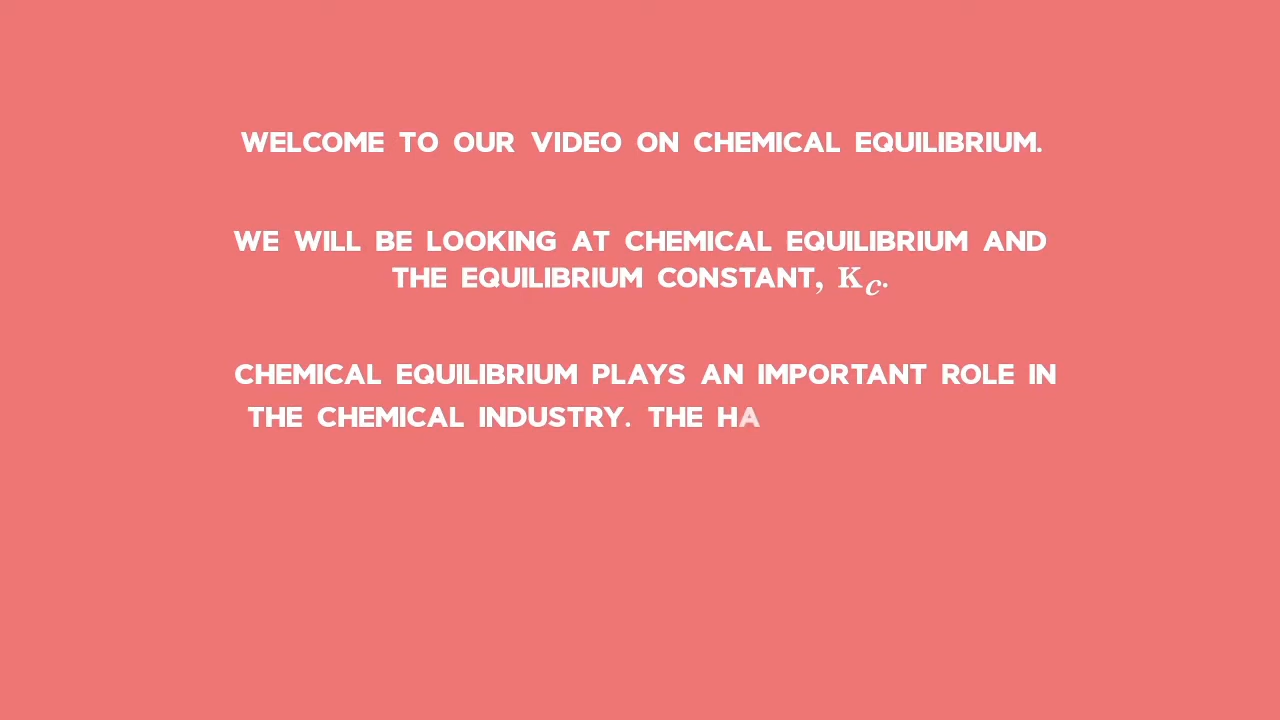 WELCOME TO OUR VIDEO ON CHEMICAL EQUILIBRIUM.
WE WILL BE LOOKING AT CHEMICAL EQUILIBRIUM AND
THE EQUILIBRIUM CONSTANT, K𝑐.
CHEMICAL EQUILIBRIUM PLAYS AN IMPORTANT ROLE IN
THE CHEMICAL INDUSTRY. THE HA